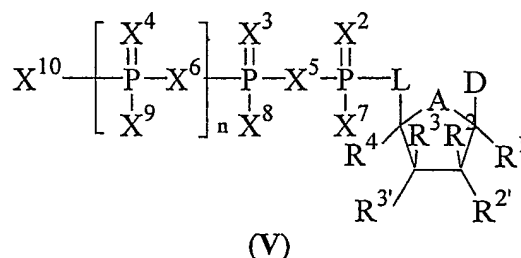 X⁴ X³ X²
X¹⁰ P X⁶ P X⁵ P L A D
X⁹ n X⁸ X⁷ R⁴ R³ R² R¹
R³' R²'
(V)